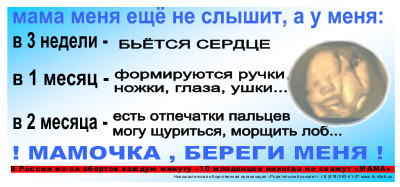 мама меня ещё не слышит, а у меня:
в 3 недели - БЬЁТСЯ СЕРДЦЕ
в 1 месяц - формируются ручки,
ножки, глаза, ушки...
в 2 месяца - есть отпечатки пальцев
могу щуриться, морщить лоб...
! МАМОЧКА , БЕРЕГИ МЕНЯ !
В России из-за абортов каждую минуту -10 младенцев никогда не скажут «МАМА»